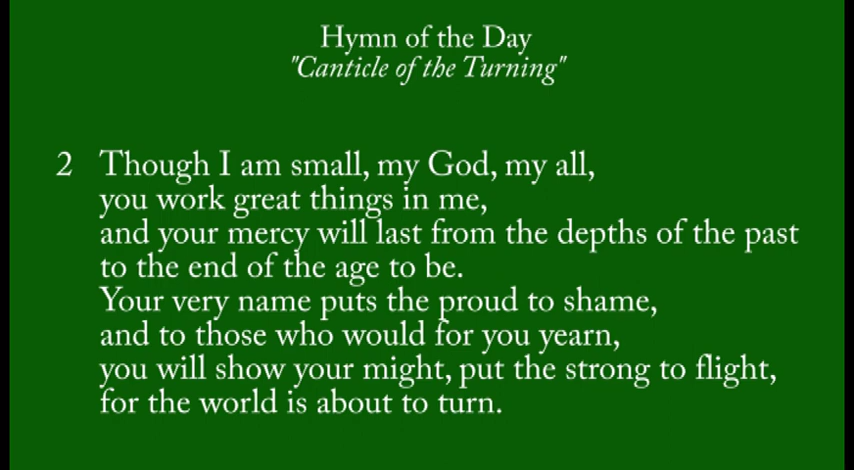 Hymn of the Day
"Canticle of the Turning"
2 Though I am small, my God, my all,
you work great things in me,
and your mercy will last from the depths of the past
to the end of the age to be.
Your very name puts the proud to shame,
and to those who would for you yearn,
you will show your might, put the strong to flight,
for the world is about to turn.